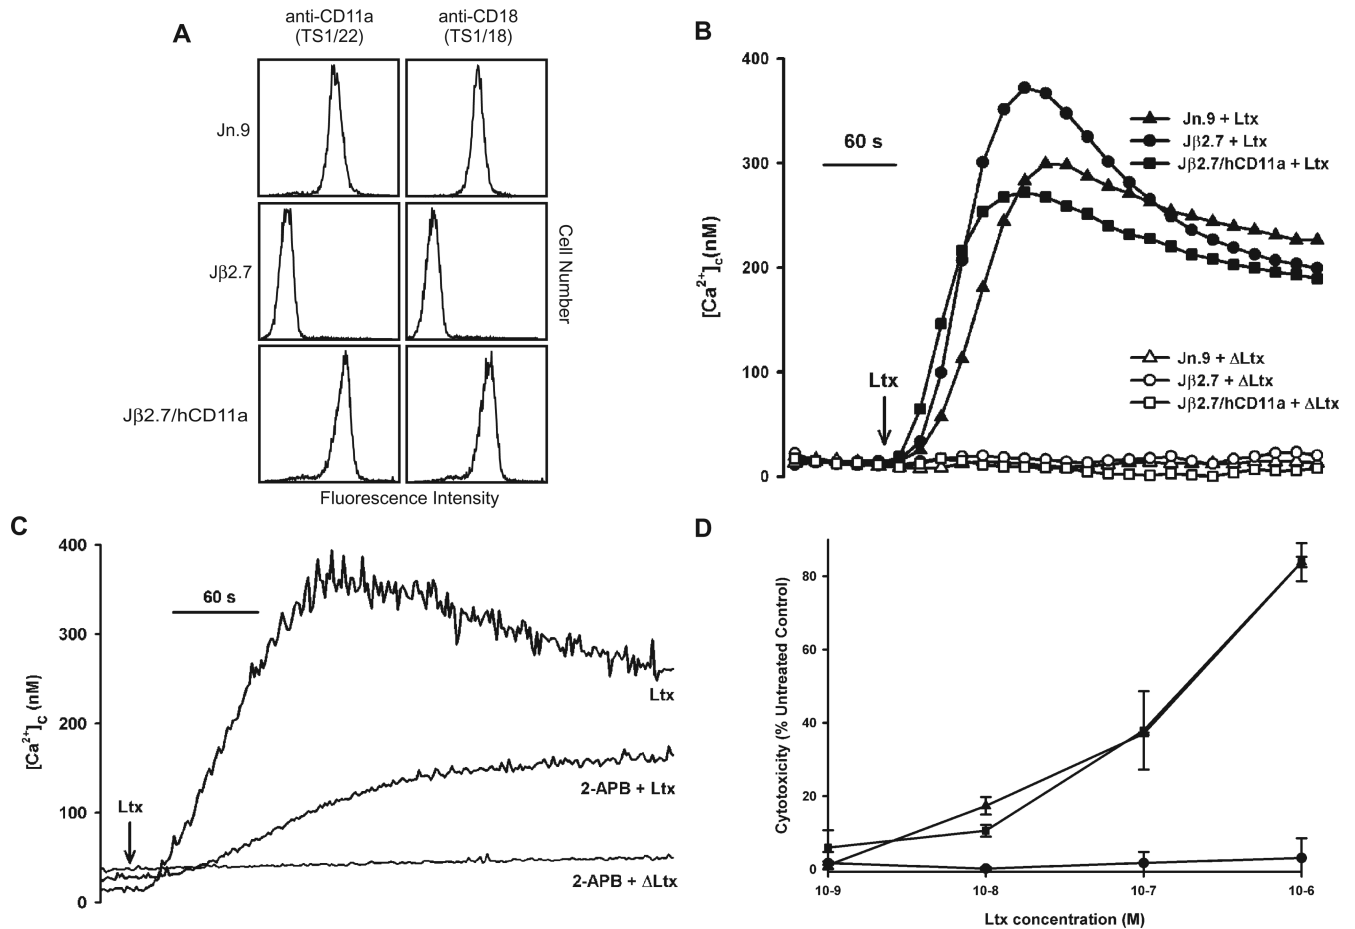 A
anti-CD11a
(TS1/22)
anti-CD18
(TS1/18)
Jn.9
Jβ2.7
Jβ2.7/hCD11a
Cell Number
Fluorescence Intensity
B
400
300
200
100
0
[Ca2+]c(nM)
60 s
Ltx
Jn.9 + Ltx
Jβ2.7 + Ltx
Jβ2.7/hCD11a + Ltx
Jn.9 + ΔLtx
Jβ2.7 + ΔLtx
Jβ2.7/hCD11a + ΔLtx
C
400
300
200
100
0
[Ca2+]C (nM)
60 s
Ltx
Ltx
2-APB + Ltx
2-APB + ΔLtx
D
80
60
40
20
0
Cytotoxicity (% Untreated Control)
10-9
10-8
10-7
10-6
Ltx concentration (M)